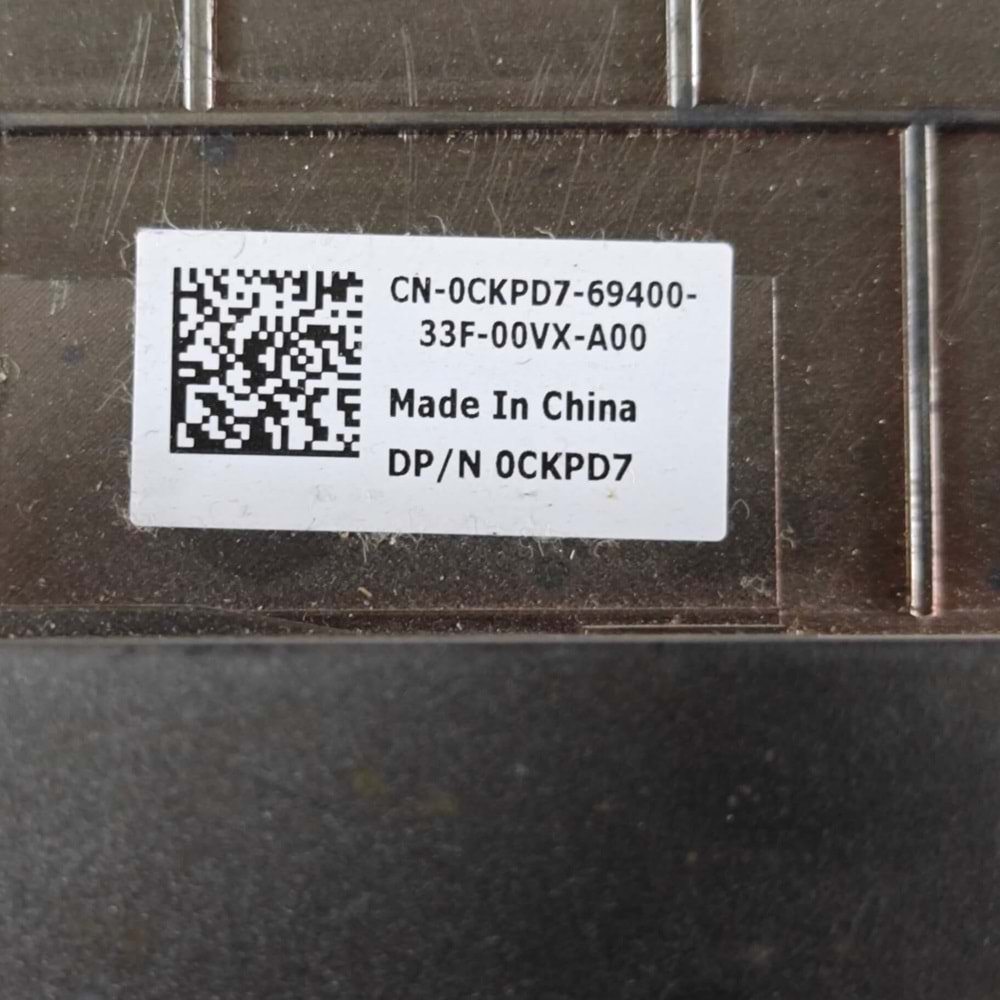 CN-0CKPD7-69400-
33F-00VX-A00
Made In China
DP/N 0CKPD7